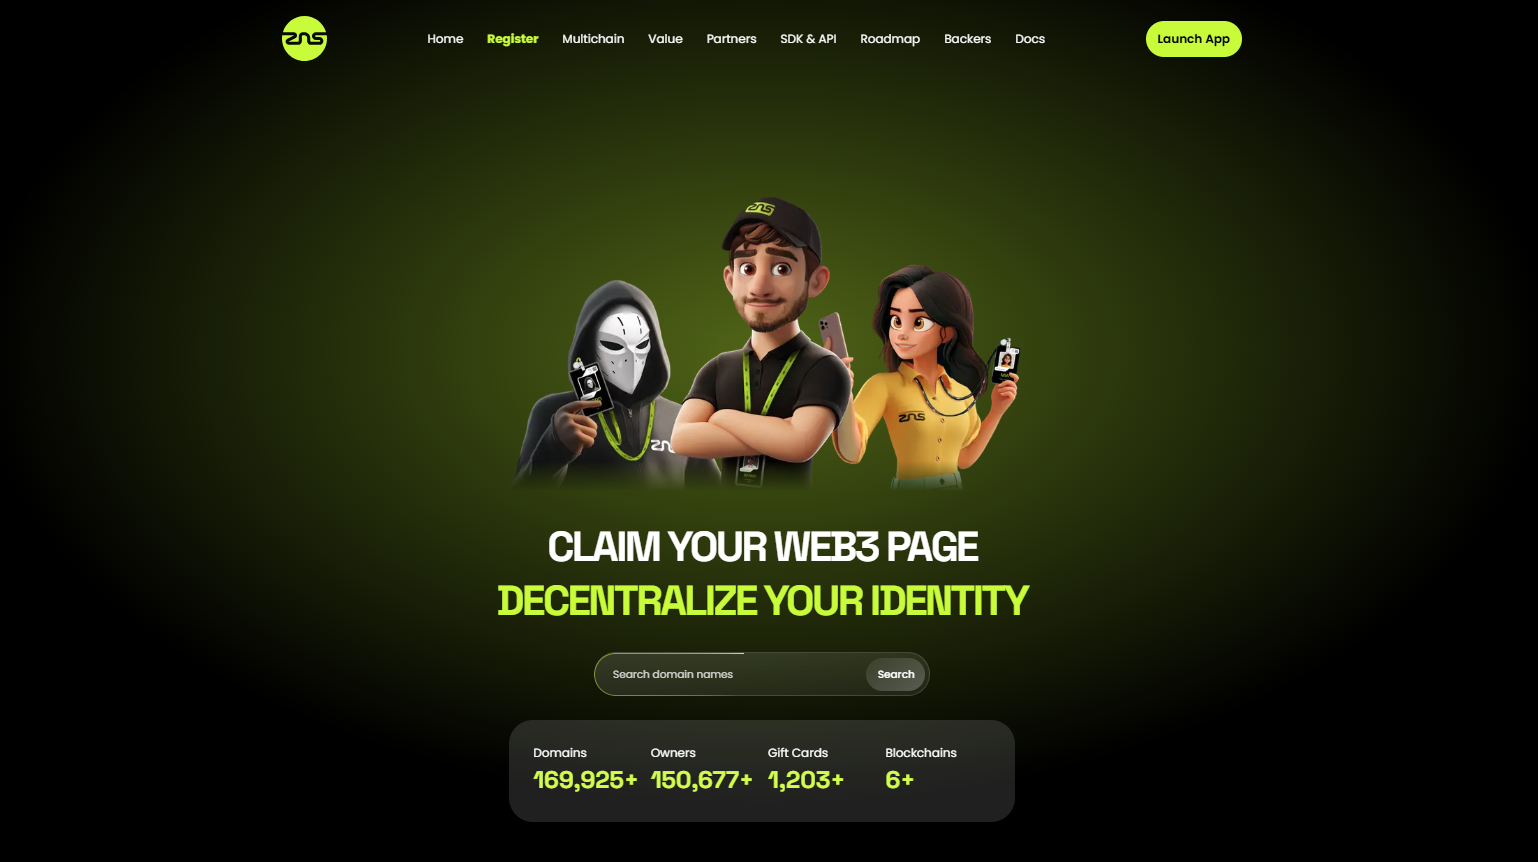 ZNS
Home Register Multichain Value Partners SDK & API Roadmap Backers Docs
Launch App
ZNS
ZNS
CLAIM YOUR WEB3 PAGE
DECENTRALIZE YOUR IDENTITY
Search domain names
Search
Domains Owners Gift Cards Blockchains
169,925+ 150,677+ 1,203+ 6+